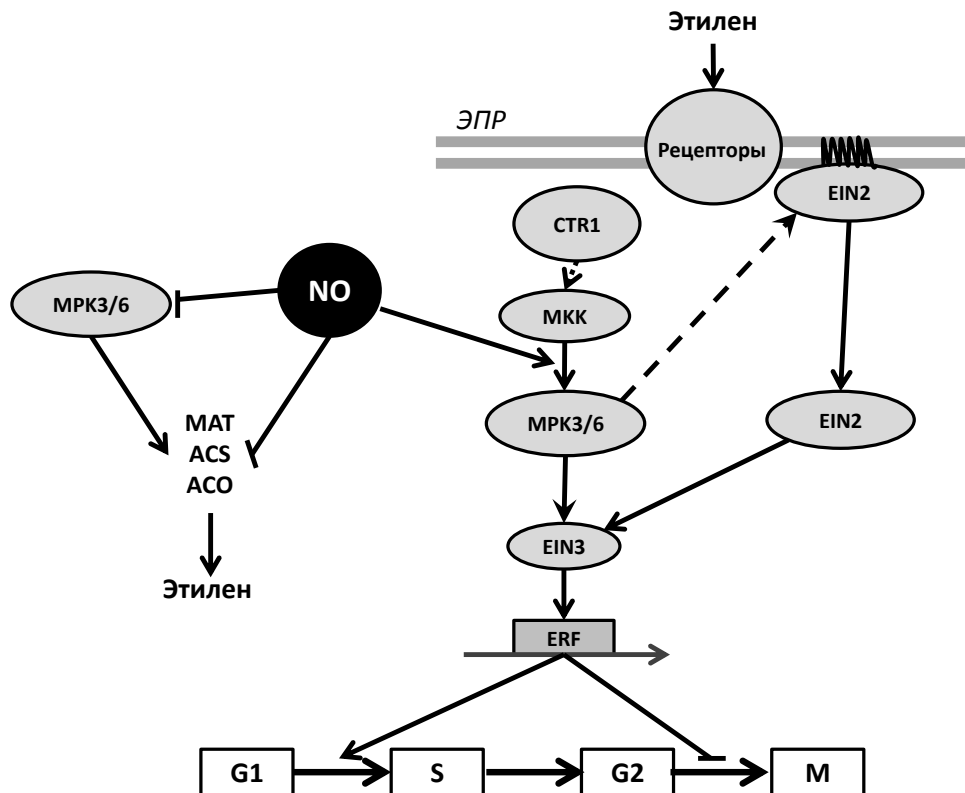 Этилен
ЭПР
Рецепторы
EIN2
CTR1
NO
MPK3/6
MKK
MPK3/6
EIN2
MAT
ACS
ACO
EIN3
Этилен
ERF
G1
S
G2
M